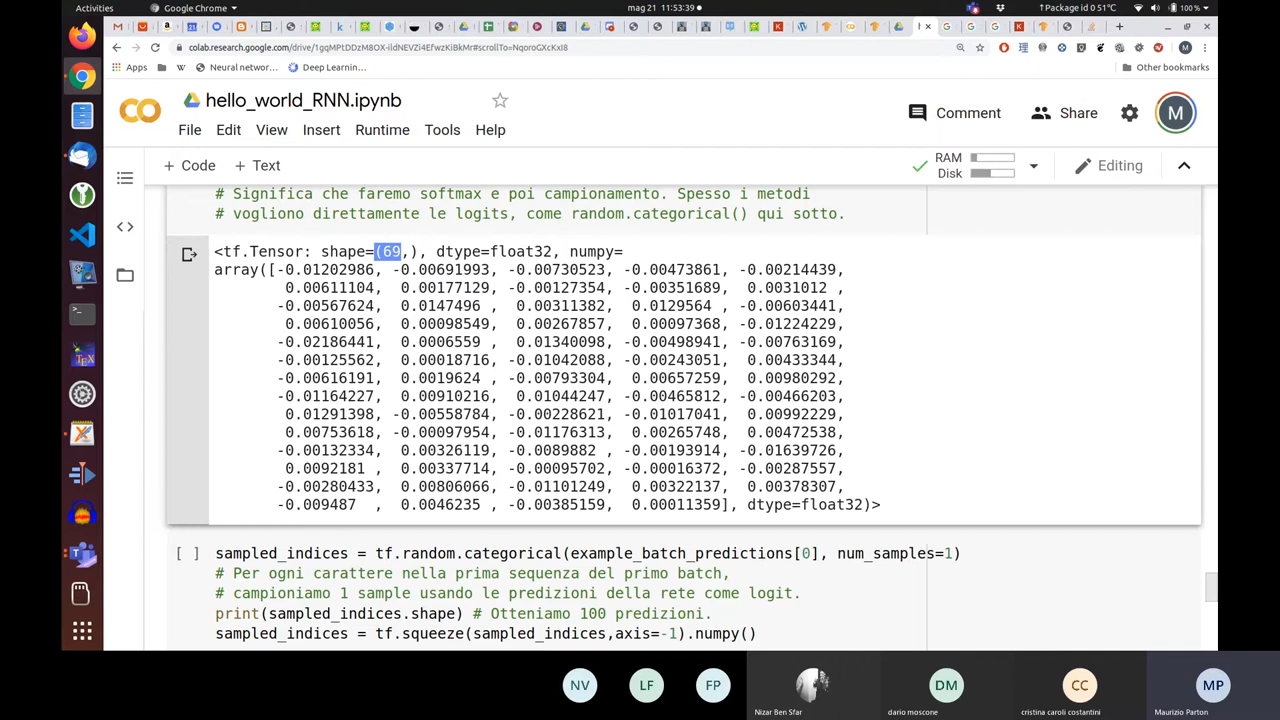 Activities
Google Chrome
mag 21 11:53:39
Package id 0 51°C
100 %
colab.research.google.com/drive/1gqMPtDDzM8OX-ildNEVZi4EfwzKiBkMr#scrollTo=NqoroGXcKxI8
Apps
Neural networ...
Deep Learnin...
Other bookmarks
hello_world_RNN.ipynb
Comment
Share
M
File Edit View Insert Runtime Tools Help
+ Code + Text
RAM
Disk
Editing
# Significa che faremo softmax e poi campionamento. Spesso i metodi
# vogliono direttamente le logits, come random.categorical() qui sotto.
<tf.Tensor: shape=(69,), dtype=float32, numpy=
array([-0.01202986, -0.00691993, -0.00730523, -0.00473861, -0.00214439,
0.00611104, 0.00177129, -0.00127354, -0.00351689, 0.0031012 ,
-0.00567624, 0.0147496 , 0.00311382, 0.0129564 , -0.00603441,
0.00610056, 0.00098549, 0.00267857, 0.00097368, -0.01224229,
-0.02186441, 0.0006559 , 0.01340098, -0.00498941, -0.00763169,
-0.00125562, 0.00018716, -0.01042088, -0.00243051, 0.00433344,
-0.00616191, 0.0019624 , -0.00793304, 0.00657259, 0.00980292,
-0.01164227, 0.00910216, 0.01044247, -0.00465812, -0.00466203,
0.01291398, -0.00558784, -0.00228621, -0.01017041, 0.00992229,
0.00753618, -0.00097954, -0.01176313, 0.00265748, 0.00472538,
-0.00132334, 0.00326119, -0.0089882 , -0.00193914, -0.01639726,
0.0092181 , 0.00337714, -0.00095702, -0.00016372, -0.00287557,
-0.00280433, 0.00806066, -0.01101249, 0.00322137, 0.00378307,
-0.009487 , 0.0046235 , -0.00385159, 0.00011359], dtype=float32)>
[ ] sampled_indices = tf.random.categorical(example_batch_predictions[0], num_samples=1)
# Per ogni carattere nella prima sequenza del primo batch,
# campioniamo 1 sample usando le predizioni della rete come logit.
print(sampled_indices.shape) # Otteniamo 100 predizioni.
sampled_indices = tf.squeeze(sampled_indices,axis=-1).numpy()
NV
LF
FP
DM
CC
MP
Nizar Ben Sfar
dario moscone
cristina caroli costantini
Maurizio Parton